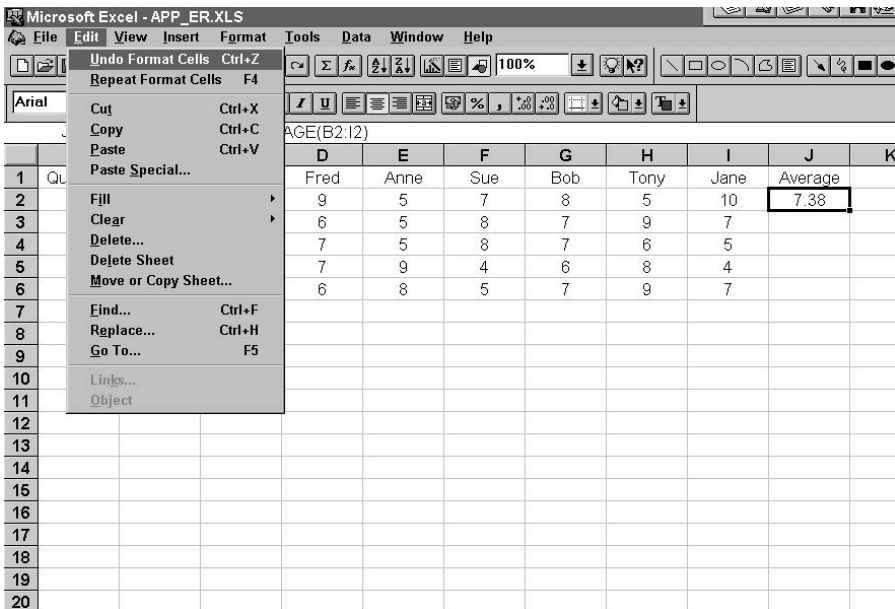 Microsoft Excel - APP_ER.XLS
File Edit View Insert Format Tools Data Window Help
100%
Arial
AGE(B2:I2)
Undo Format Cells Ctrl+Z
Repeat Format Cells F4
Cut Ctrl+X
Copy Ctrl+C
Paste Ctrl+V
Paste Special...
Fill
Clear
Delete...
Delete Sheet
Move or Copy Sheet...
Find... Ctrl+F
Replace... Ctrl+H
Go To... F5
Links...
Object
D E F G H I J K
1 Qu Fred Anne Sue Bob Tony Jane Average
2 9 5 7 8 5 10 7.38
3 6 5 8 7 9 7
4 7 5 8 7 6 5
5 7 9 4 6 8 4
6 6 8 5 7 9 7
7
8
9
10
11
12
13
14
15
16
17
18
19
20